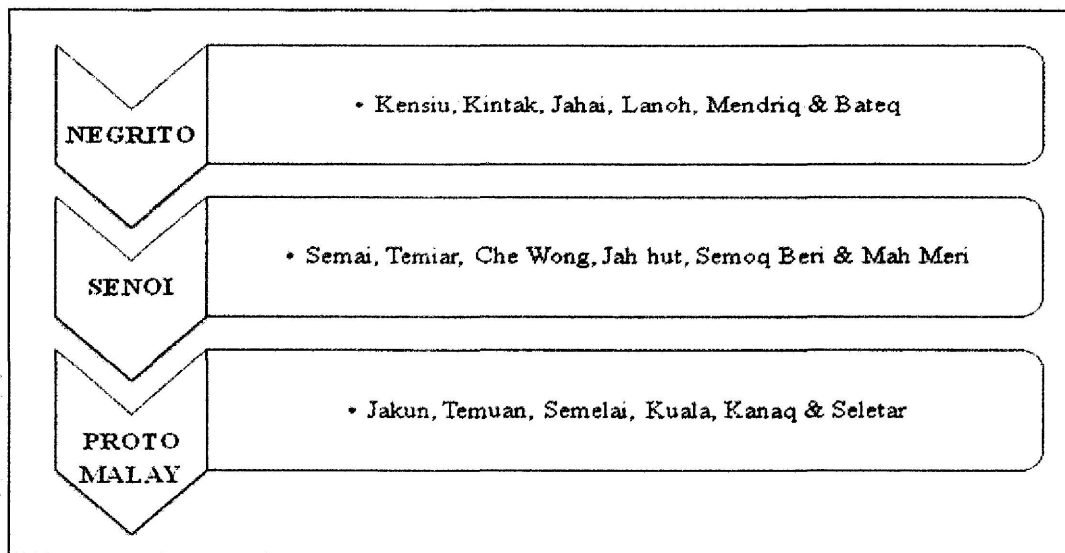 NEGRITO
• Kensiu, Kintak, Jahai, Lanoh, Mendriq & Bateq
SENOI
• Semai, Temiar, Che Wong, Jah hut, Semoq Beri & Mah Meri
PROTO
MALAY
• Jakun, Temuan, Semelai, Kuala, Kanaq & Seletar